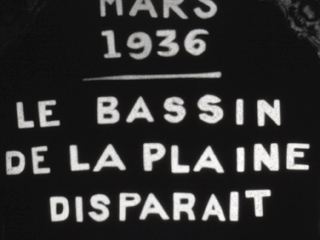 MARS
1936
LE BASSIN
DE LA PLAINE
DISPARAIT